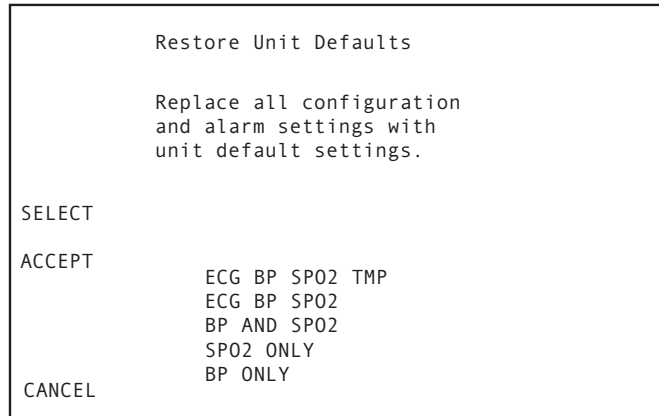 Restore Unit Defaults
Replace all configuration
and alarm settings with
unit default settings.
SELECT
ACCEPT
ECG BP SPO2 TMP
ECG BP SPO2
BP AND SPO2
SPO2 ONLY
BP ONLY
CANCEL